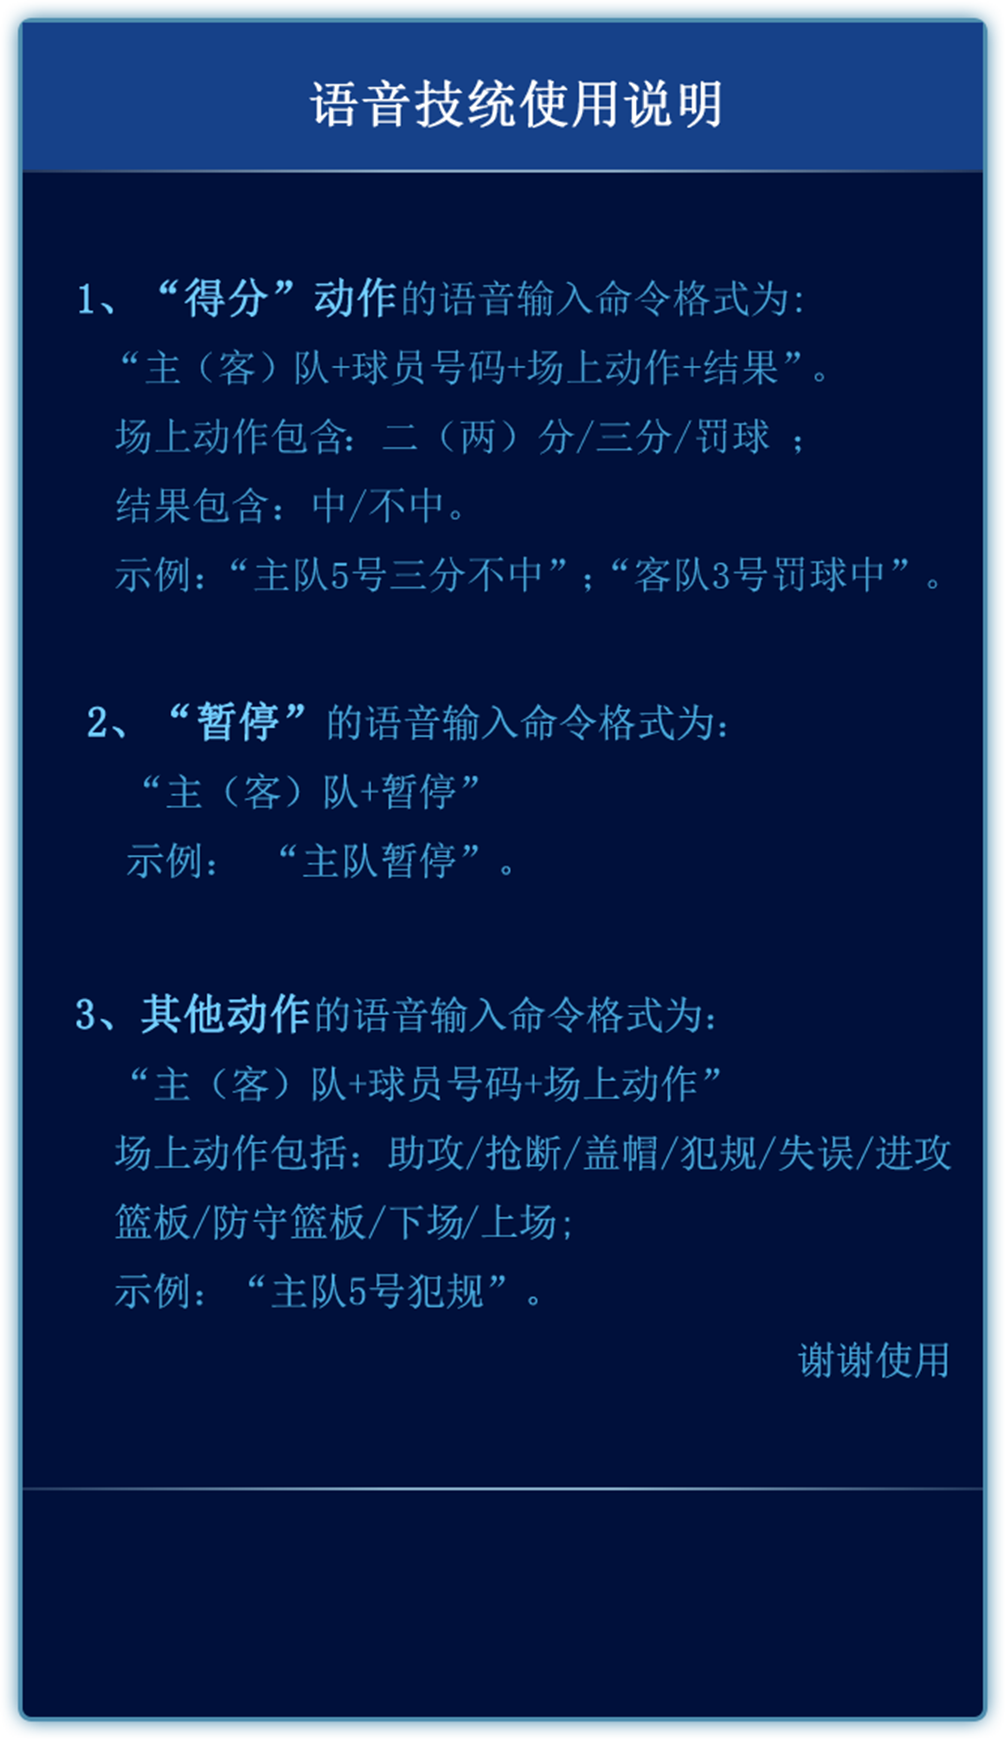 语音技统使用说明
1、“得分”动作的语音输入命令格式为:
“主（客）队+球员号码+场上动作+结果”。
场上动作包含: 二（两）分/三分/罚球 ；
结果包含：中/不中。
示例：“主队5号三分不中”；“客队3号罚球中”。
2、“暂停”的语音输入命令格式为：
“主（客）队+暂停”
示例： “主队暂停”。
3、其他动作的语音输入命令格式为：
“主（客）队+球员号码+场上动作”
场上动作包括：助攻/抢断/盖帽/犯规/失误/进攻
篮板/防守篮板/下场/上场;
示例：“主队5号犯规”。
谢谢使用